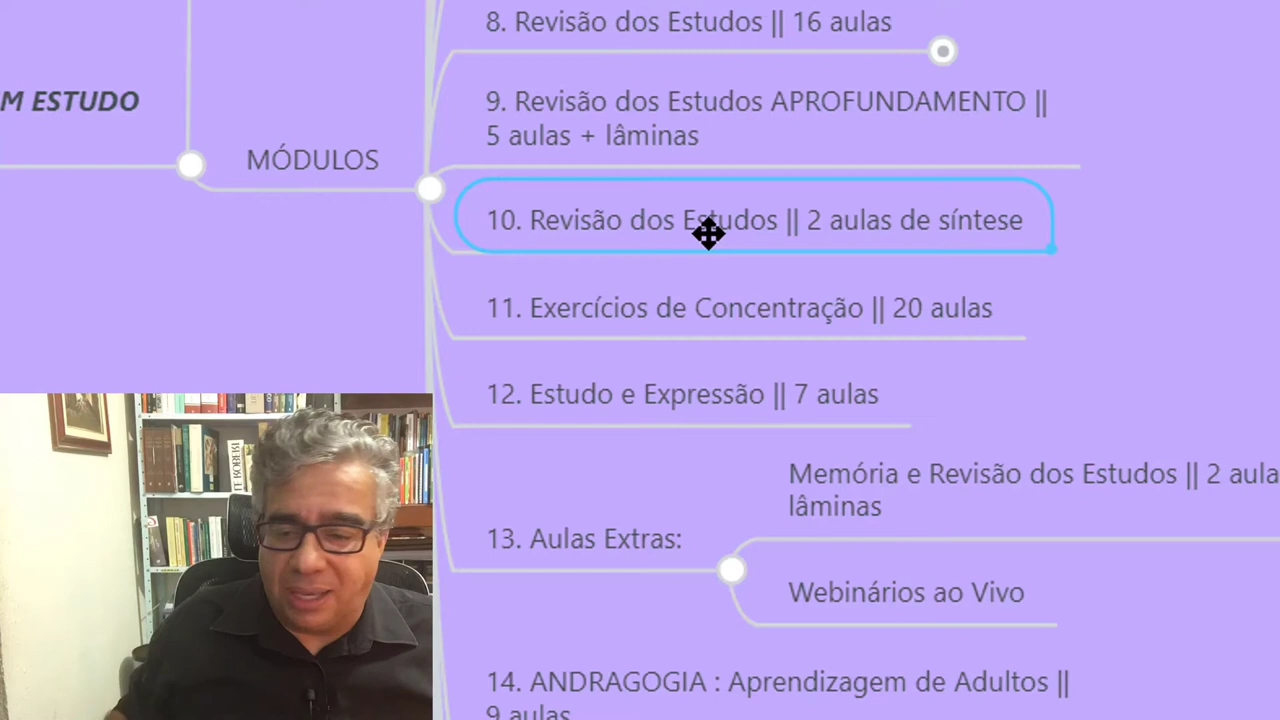 8. Revisão dos Estudos || 16 aulas
M ESTUDO
9. Revisão dos Estudos APROFUNDAMENTO ||
5 aulas + lâminas
MÓDULOS
10. Revisão dos Estudos || 2 aulas de síntese
11. Exercícios de Concentração || 20 aulas
12. Estudo e Expressão || 7 aulas
Memória e Revisão dos Estudos || 2 aula
lâminas
13. Aulas Extras:
Webinários ao Vivo
14. ANDRAGOGIA : Aprendizagem de Adultos ||
9 aulas